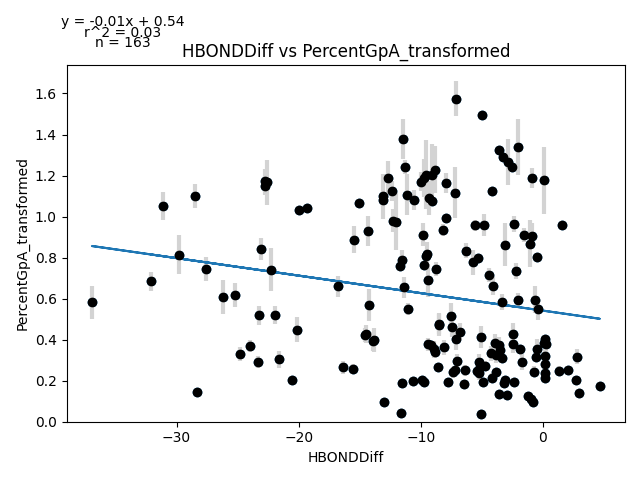 y = -0.01x + 0.54
r^2 = 0.03
n = 163
HBONDDiff vs PercentGpA_transformed
1.6
1.4
1.2
1.0
0.8
0.6
0.4
0.2
0.0
PercentGpA_transformed
−30
−20
−10
0
HBONDDiff